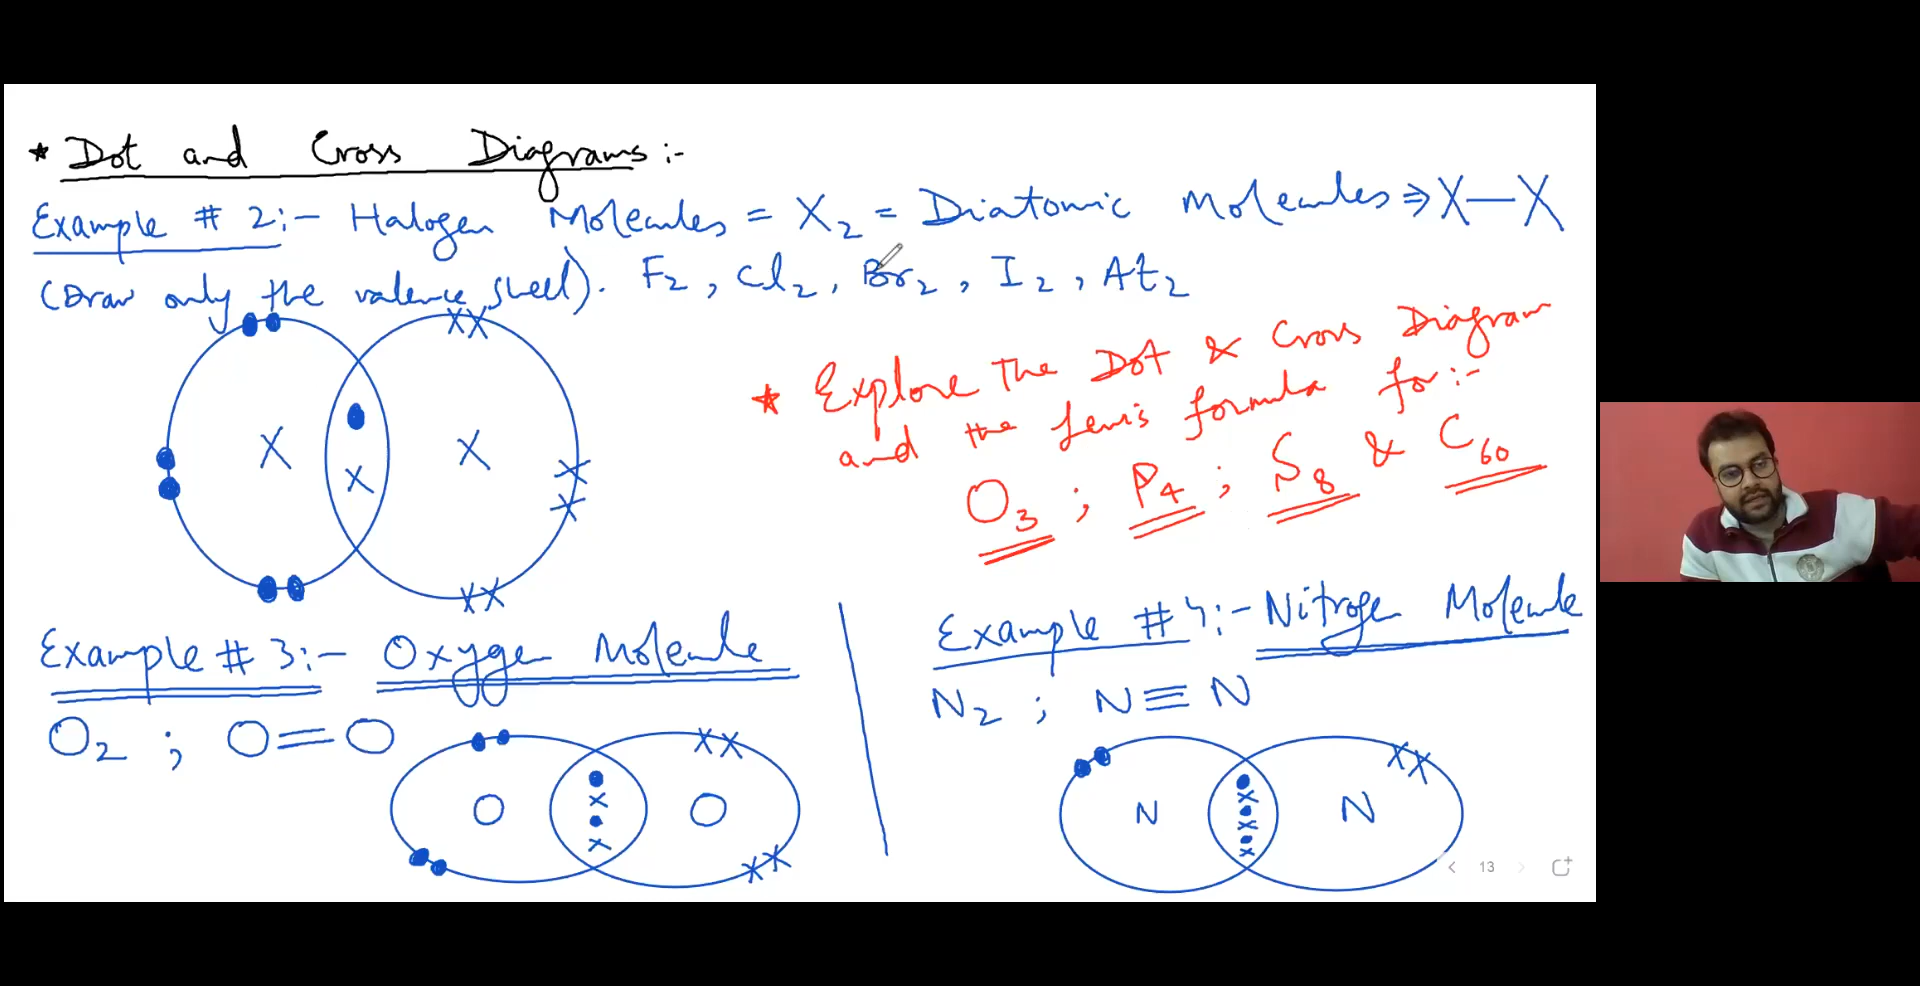 * Dot and Cross Diagrams :-
Example # 2:- Halogen Molecules = X₂ = Diatomic Molecules ⇒ X—X
(Draw only the valence shell). F₂, Cl₂, Br₂, I₂, At₂
X X
* Explore the Dot & Cross Diagram
and the Lewis formula for:-
O₃ ; P₄ ; S₈ & C₆₀
Example # 3:- Oxygen Molecule
O₂ ; O=O
O O
Example # 4:- Nitrogen Molecule
N₂ ; N≡N
N N
< 13 >